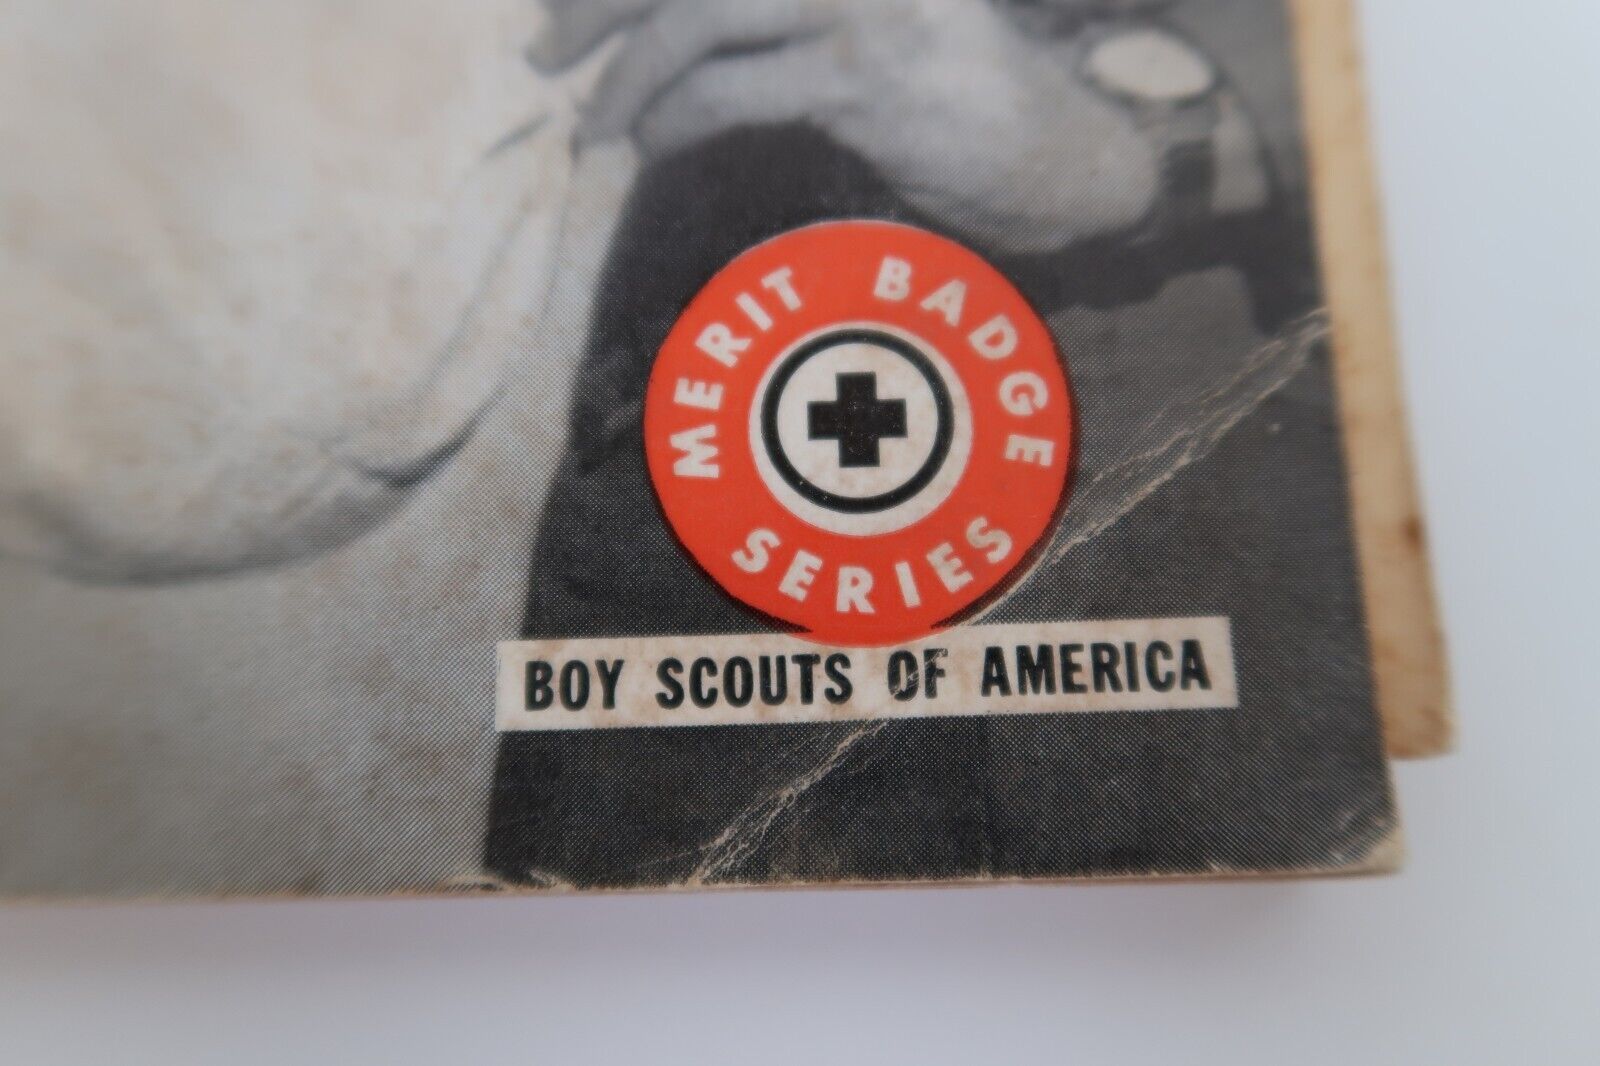 MERIT BADGE
SERIES
BOY SCOUTS OF AMERICA